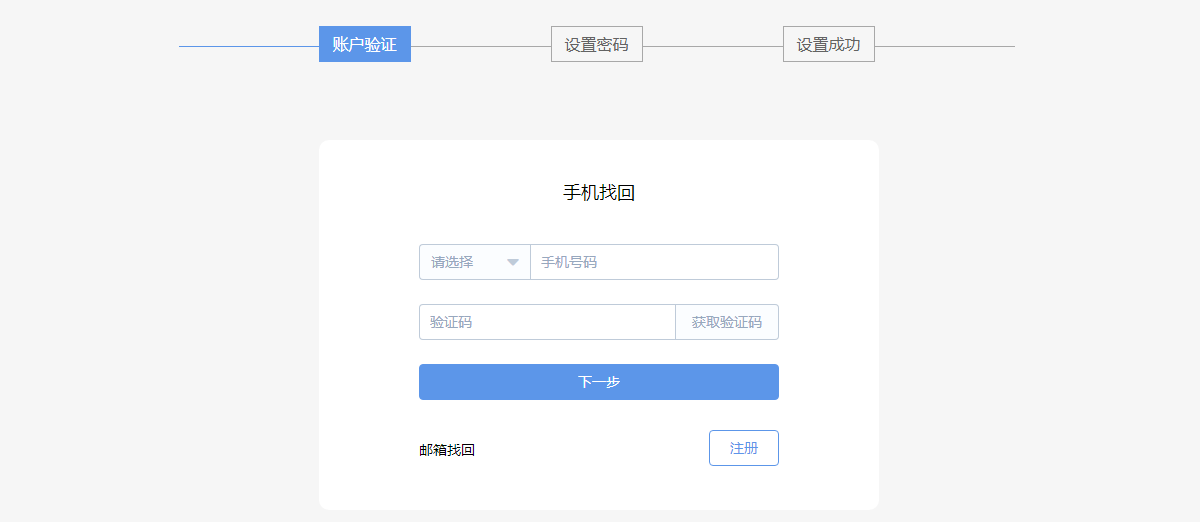 账户验证 设置密码 设置成功
手机找回
请选择 手机号码
验证码 获取验证码
下一步
邮箱找回 注册